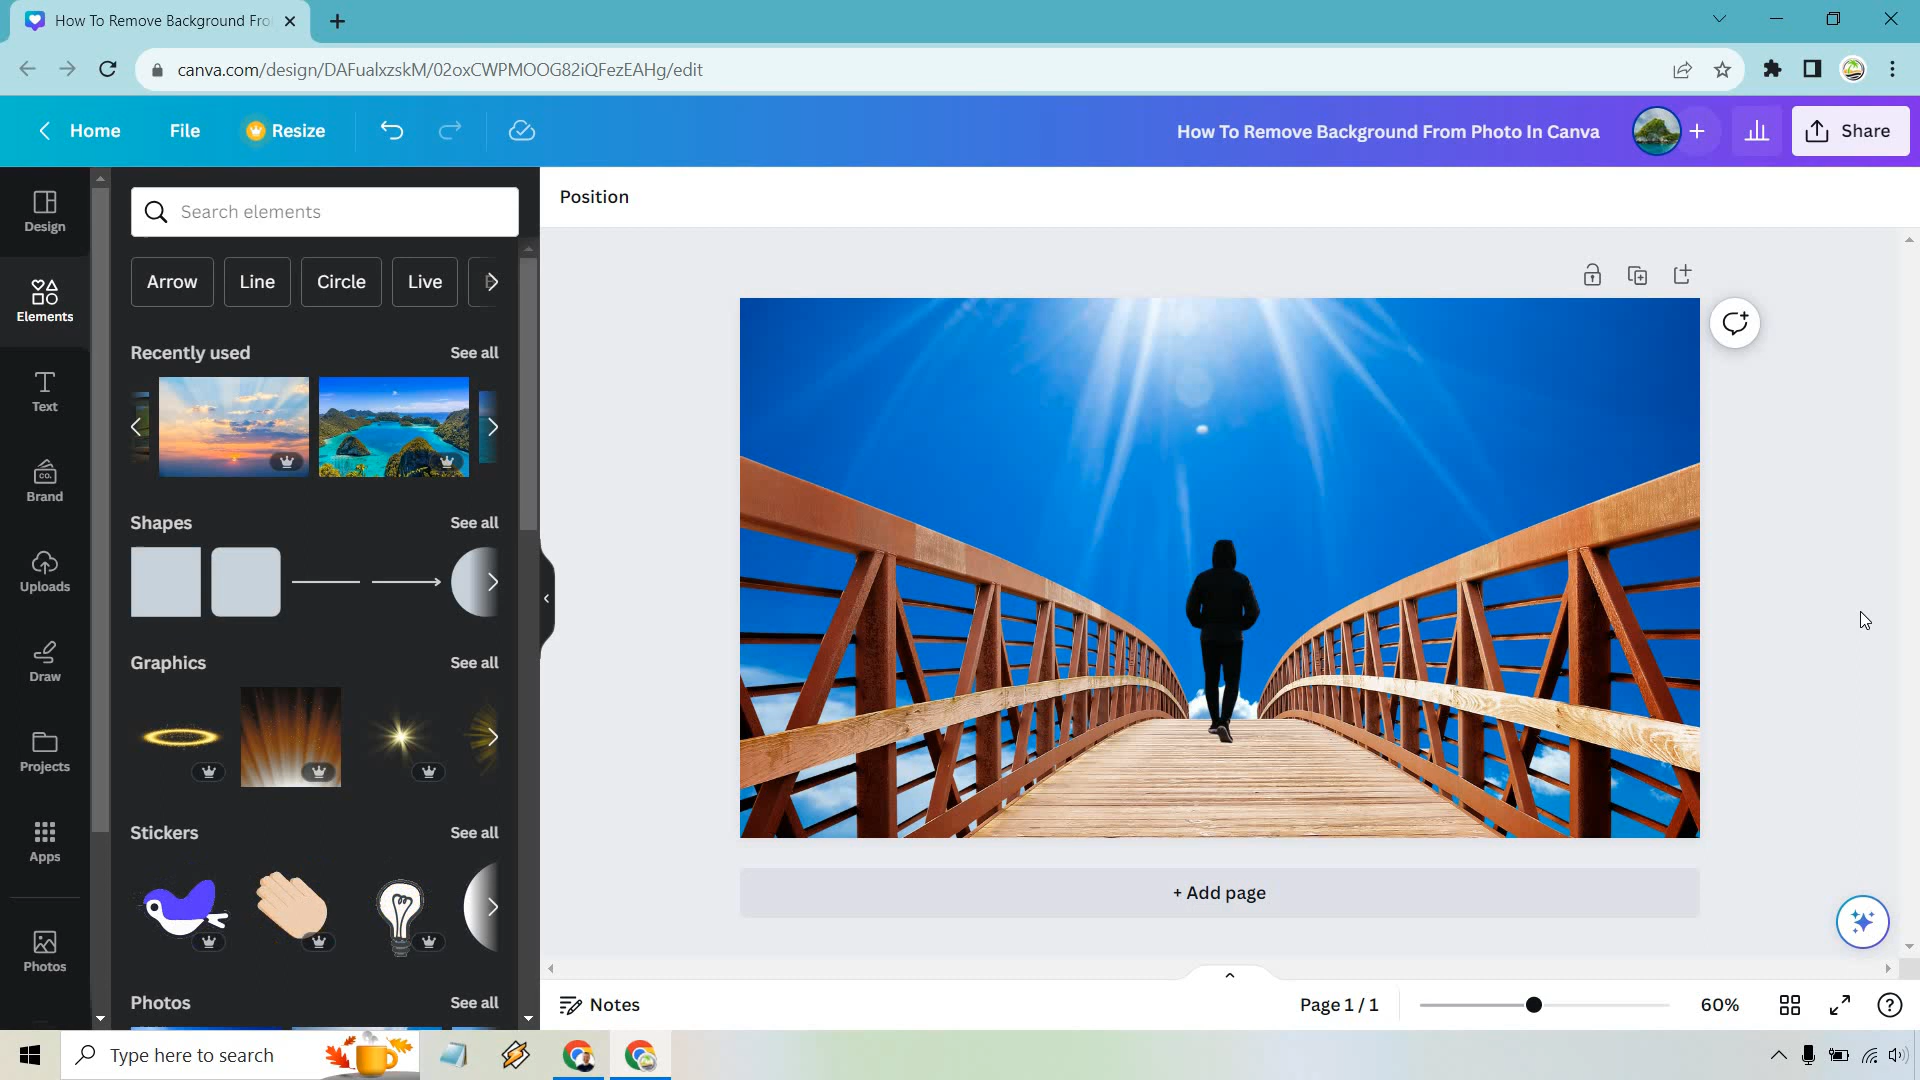 How To Remove Background Fro
canva.com/design/DAFualxzskM/02oxCWPMOOG82iQFezEAHg/edit
Home
File
Resize
How To Remove Background From Photo In Canva
Share
Design
Elements
Text
CO.
Brand
Uploads
Draw
Projects
Apps
Photos
Search elements
Arrow
Line
Circle
Live
Recently used
See all
Shapes
See all
Graphics
See all
Stickers
See all
Photos
See all
Position
+ Add page
Notes
Page 1 / 1
60%
Type here to search